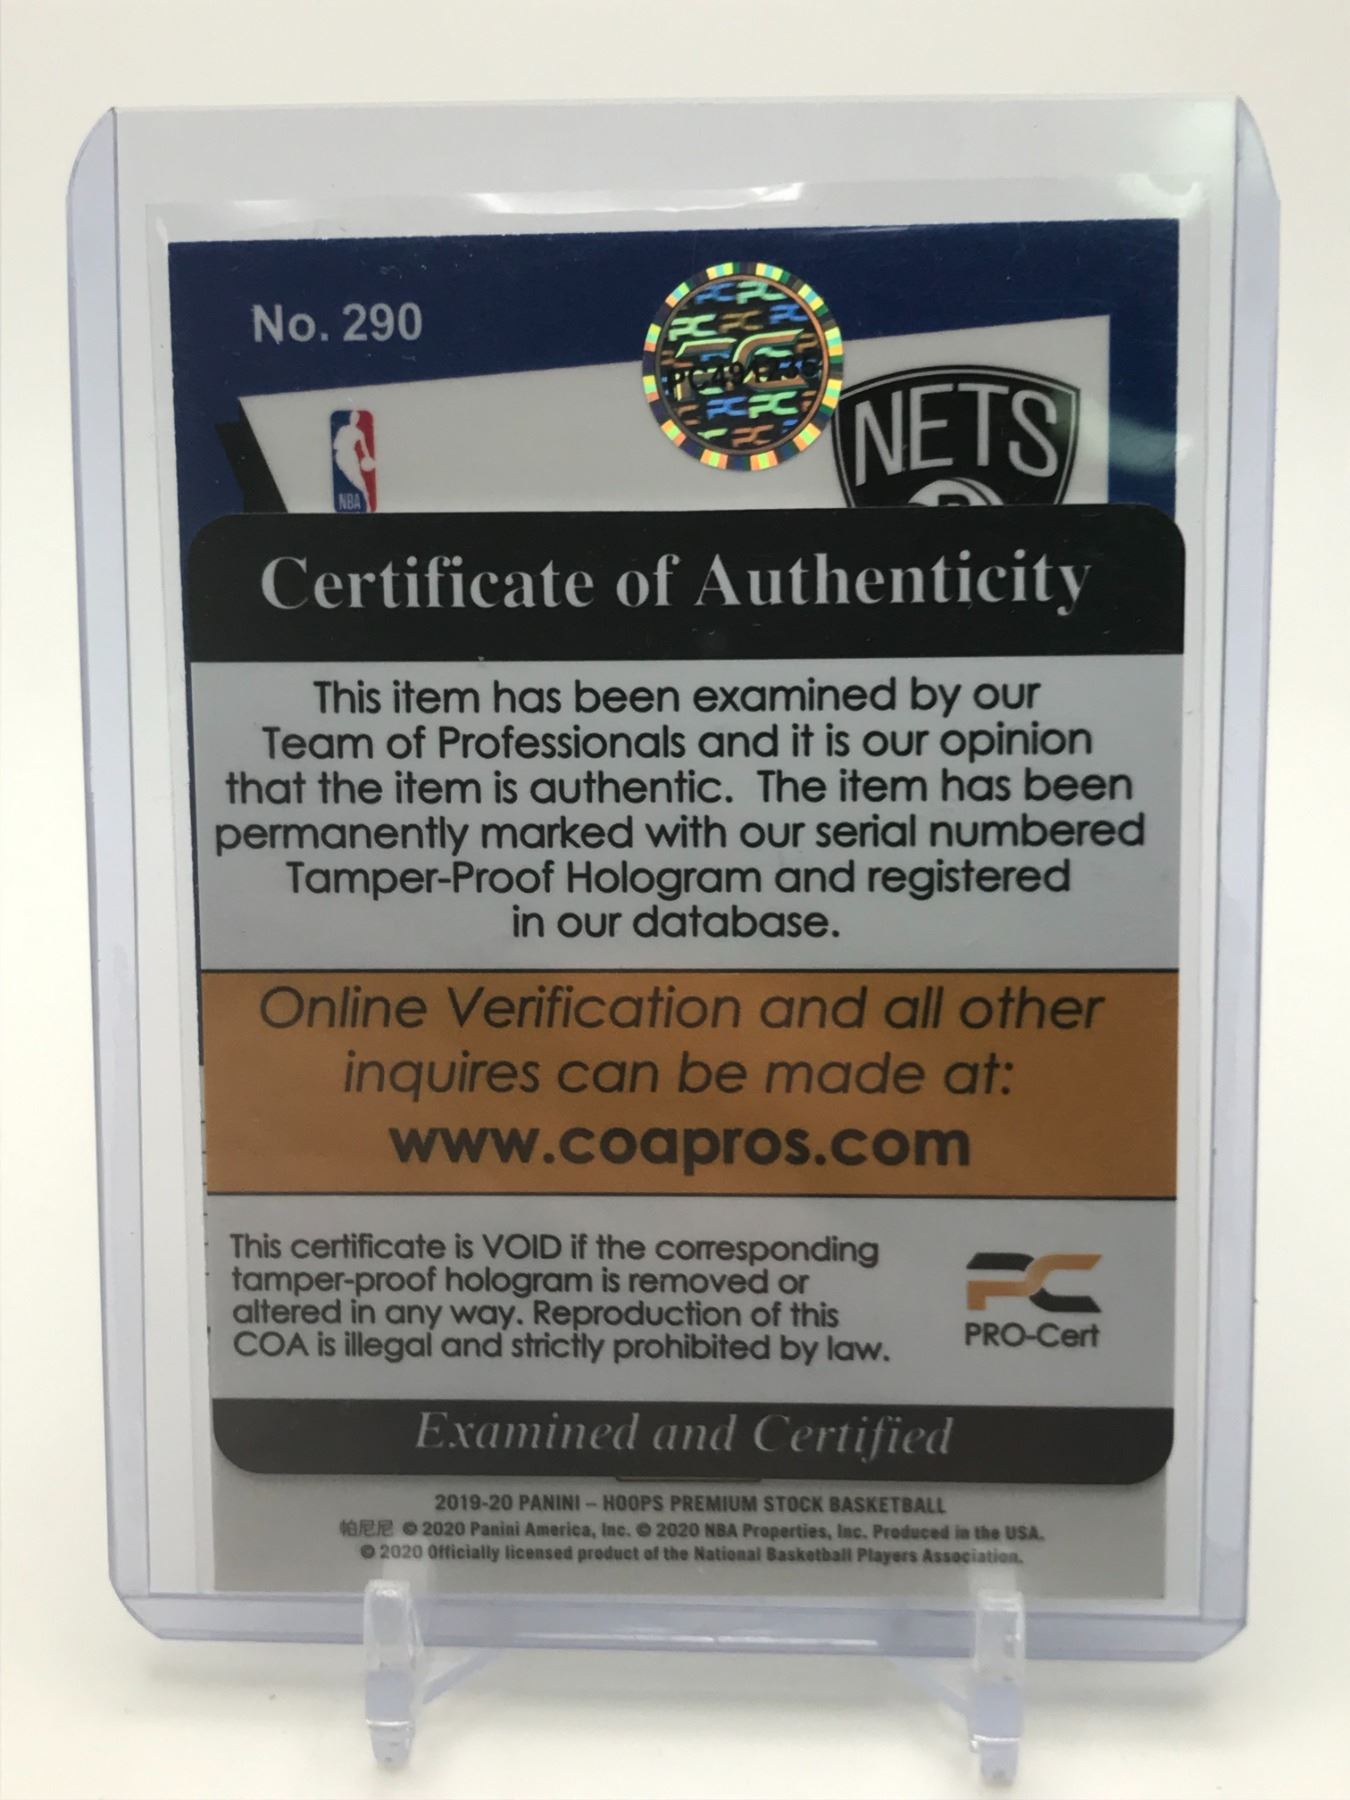 No. 290
NBA
NETS
B
Certificate of Authenticity
This item has been examined by our
Team of Professionals and it is our opinion
that the item is authentic. The item has been
permanently marked with our serial numbered
Tamper-Proof Hologram and registered
in our database.
Online Verification and all other
inquires can be made at:
www.coapros.com
This certificate is VOID if the corresponding
tamper-proof hologram is removed or
altered in any way. Reproduction of this
COA is illegal and strictly prohibited by law.
PC
PRO-Cert
Examined and Certified
2019-20 PANINI – HOOPS PREMIUM STOCK BASKETBALL
帕尼尼 © 2020 Panini America, Inc. © 2020 NBA Properties, Inc. Produced in the USA.
© 2020 Officially licensed product of the National Basketball Players Association.